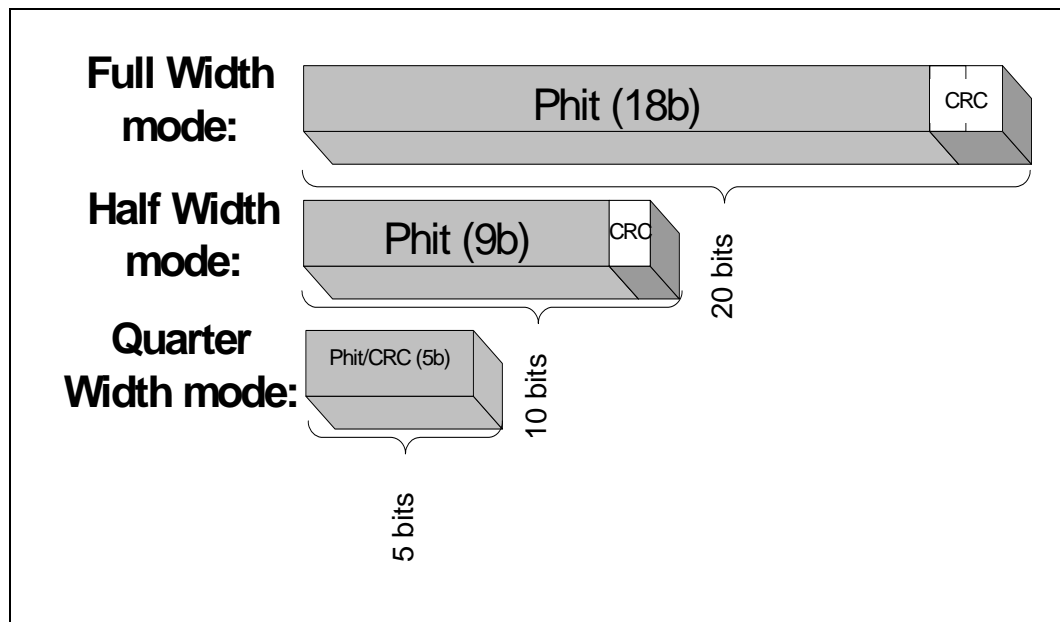 Full Width
mode:
Phit (18b)
CRC
20 bits
Half Width
mode:
Phit (9b)
CRC
10 bits
Quarter
Width mode:
Phit/CRC (5b)
5 bits